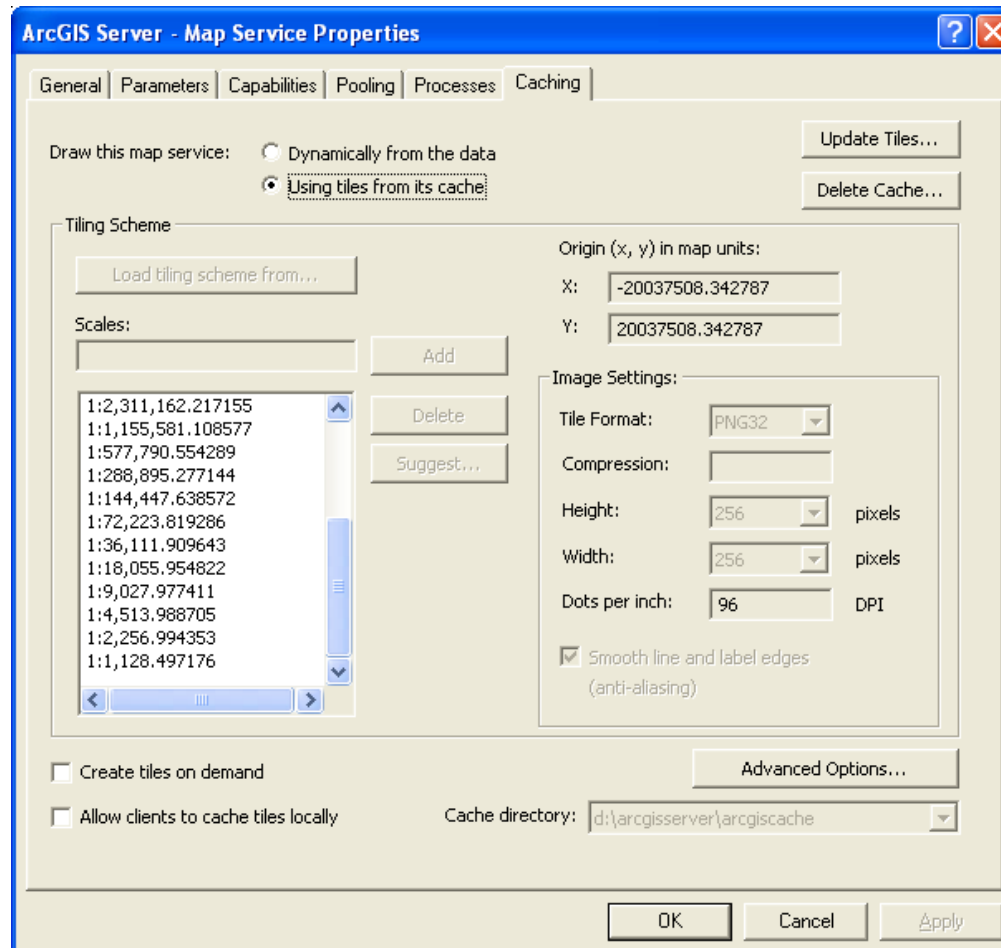 ArcGIS Server - Map Service Properties
General Parameters Capabilities Pooling Processes Caching
Draw this map service:
Dynamically from the data
Using tiles from its cache
Update Tiles...
Delete Cache...
Tiling Scheme
Load tiling scheme from...
Scales:
Add
1:2,311,162.217155
1:1,155,581.108577
1:577,790.554289
1:288,895.277144
1:144,447.638572
1:72,223.819286
1:36,111.909643
1:18,055.954822
1:9,027.977411
1:4,513.988705
1:2,256.994353
1:1,128.497176
Delete
Suggest...
Origin (x, y) in map units:
X: -20037508.342787
Y: 20037508.342787
Image Settings:
Tile Format: PNG32
Compression:
Height: 256 pixels
Width: 256 pixels
Dots per inch: 96 DPI
Smooth line and label edges
(anti-aliasing)
Create tiles on demand
Advanced Options...
Allow clients to cache tiles locally
Cache directory: d:\arcgisserver\arcgiscache
OK Cancel Apply